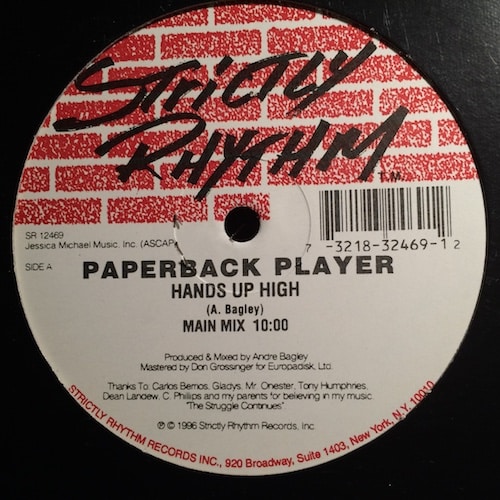 STRICTLY
RHYTHM
T.M.
SR 12469
Jessica Michael Music. Inc. (ASCAP)
7 -3218-32469-1 2
SIDE A
PAPERBACK PLAYER
HANDS UP HIGH
(A. Bagley)
MAIN MIX 10:00
Produced & Mixed by Andre Bagley
Mastered by Don Grossinger for Europadisk, Ltd.
Thanks To: Carlos Berrios, Gladys, Mr. Onester, Tony Humphries,
Dean Landew, C. Phillips and my parents for believing in my music.
"The Struggle Continues"
℗ © 1996 Strictly Rhythm Records, Inc.
STRICTLY RHYTHM RECORDS INC., 920 Broadway, Suite 1403, New York, N.Y. 10010